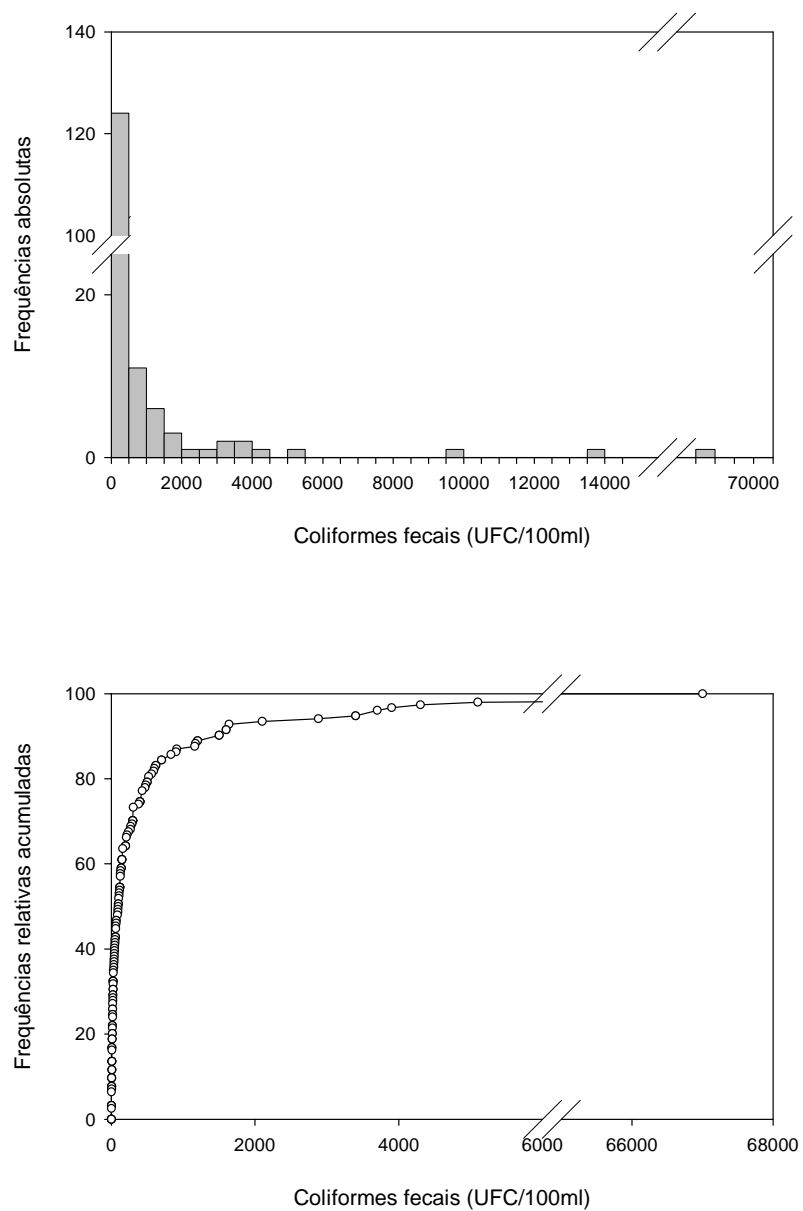 140
120
100
20
0
Frequências absolutas
0 2000 4000 6000 8000 10000 12000 14000 70000
Coliformes fecais (UFC/100ml)
100
80
60
40
20
0
Frequências relativas acumuladas
0 2000 4000 6000 66000 68000
Coliformes fecais (UFC/100ml)